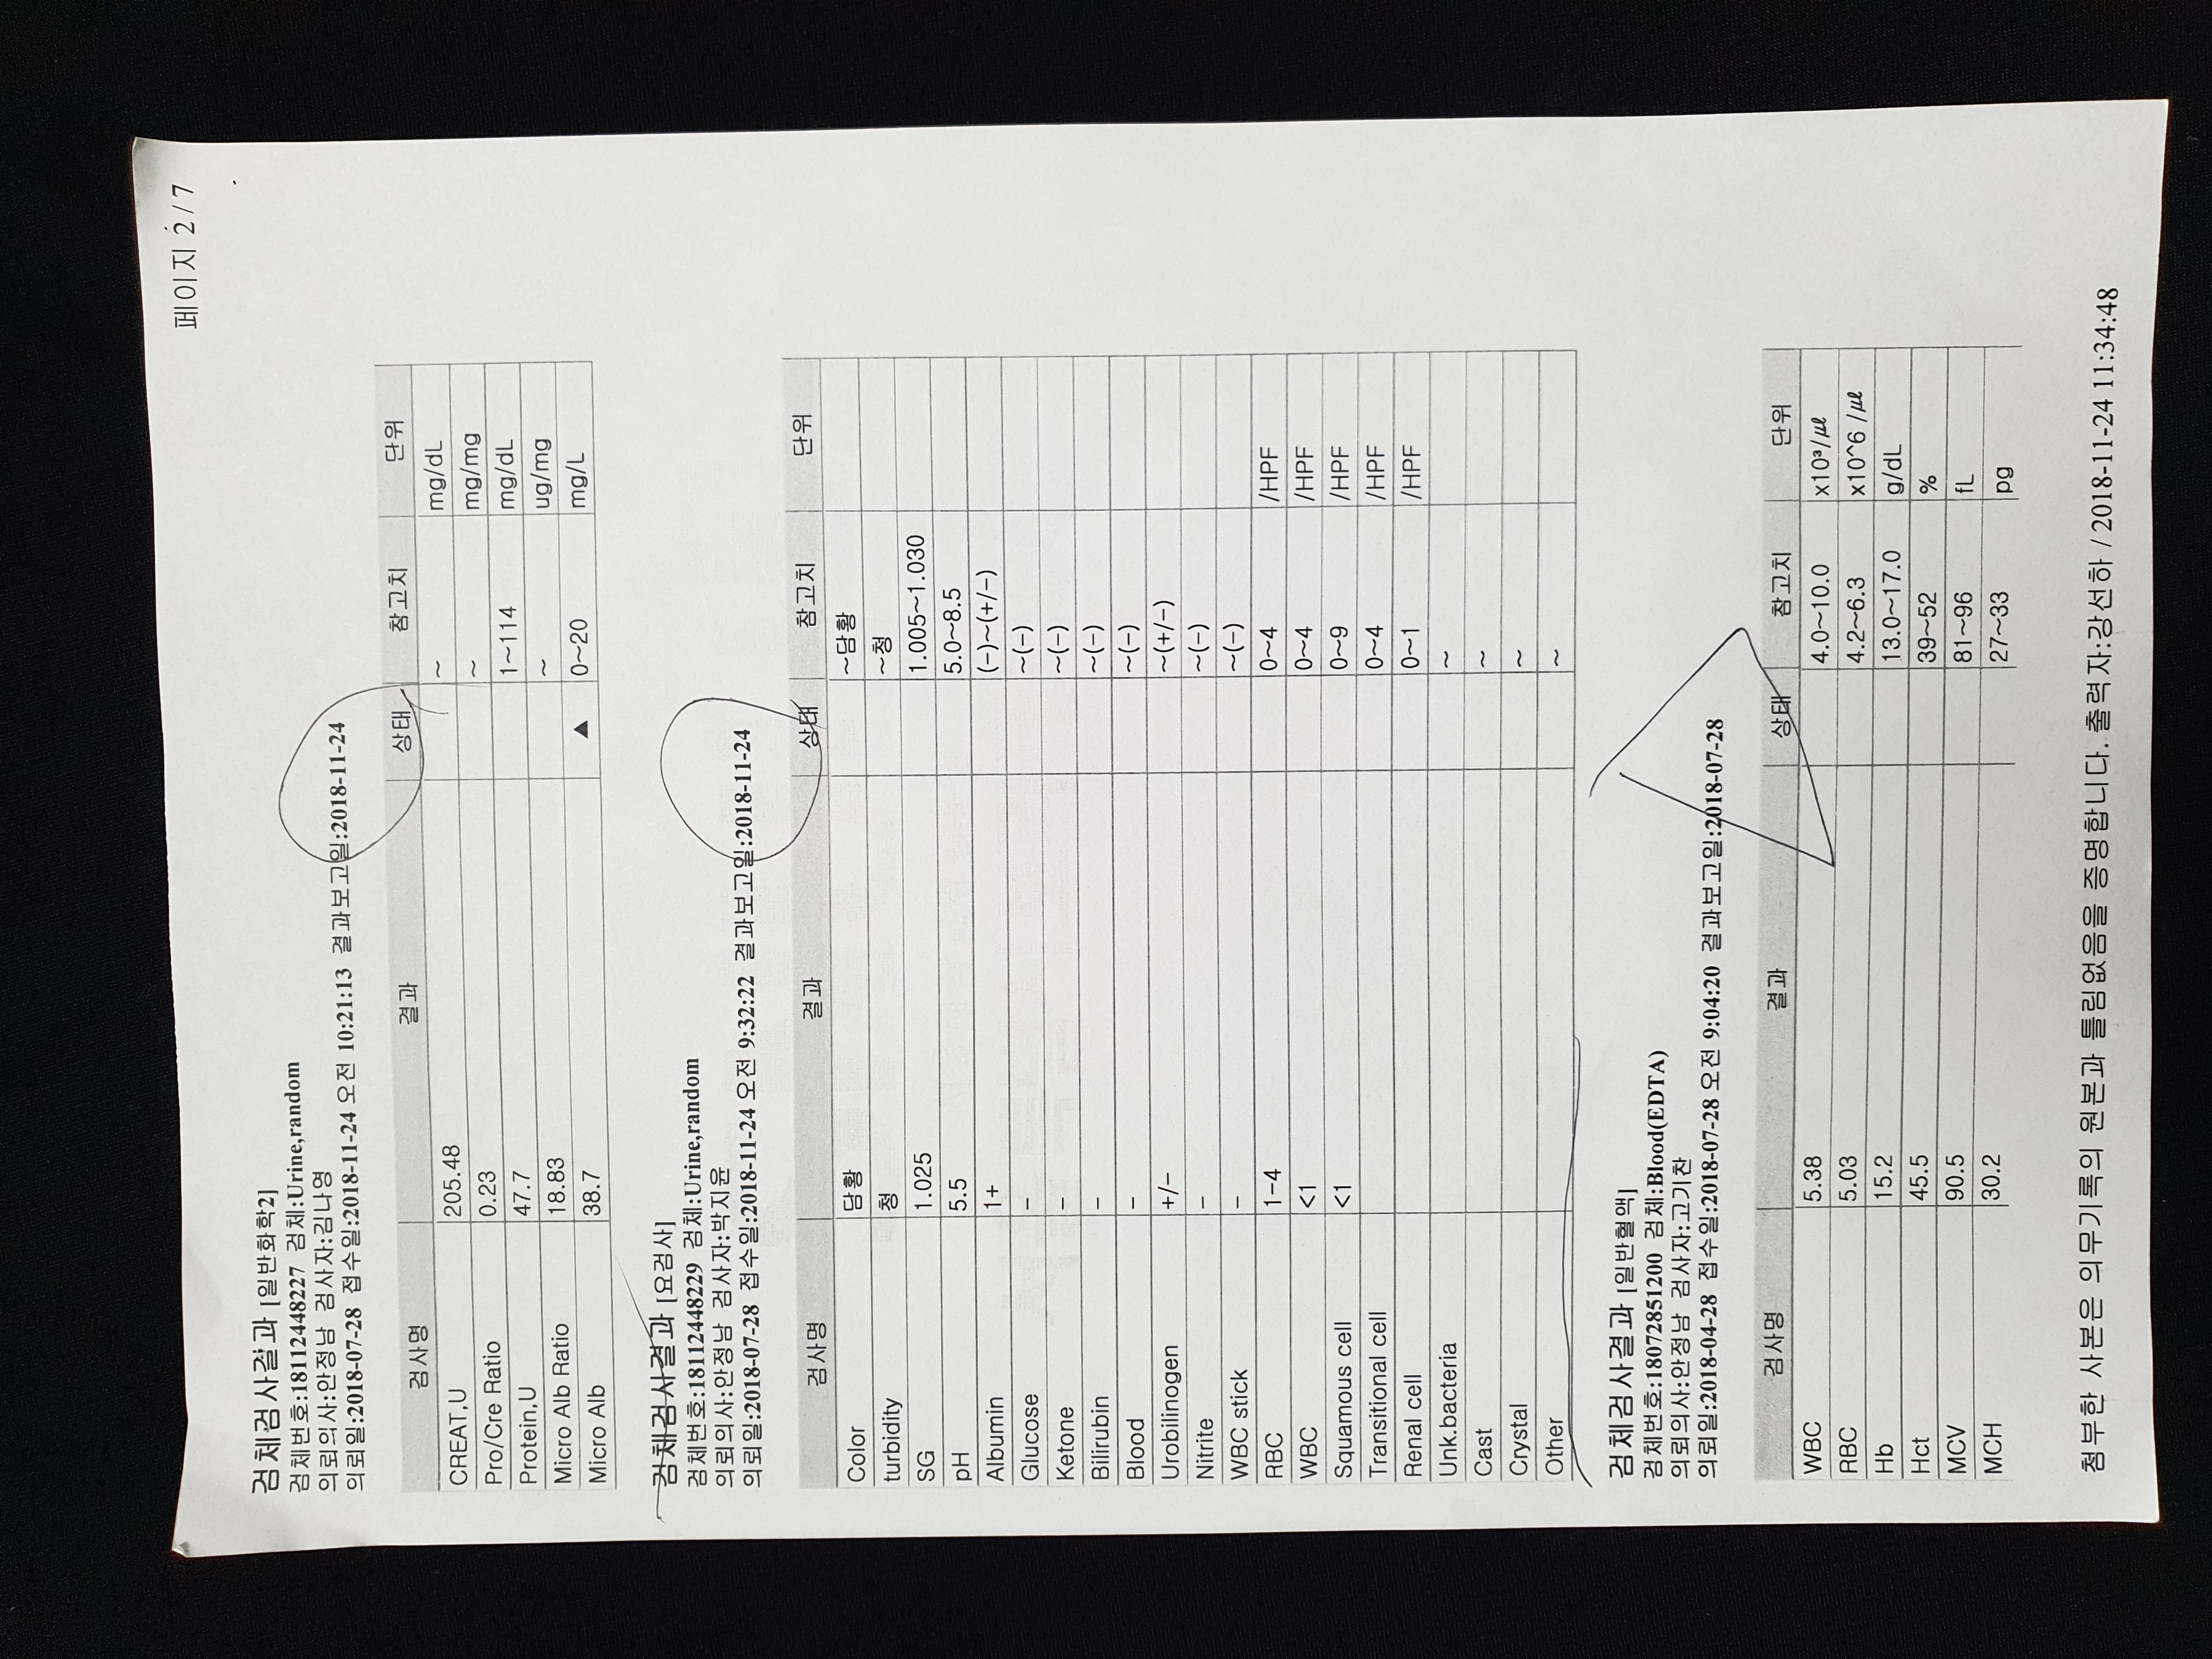 페이지 2 / 7
검체검사결과 [일반화학2]
검체번호:18112448227 검체:Urine,random
의뢰의사:안정남 검사자:김나영
의뢰일:2018-07-28 접수일:2018-11-24 오전 10:21:13 결과보고일:2018-11-24
검사명 결과 상태 참고치 단위
CREAT,U 205.48 ~ mg/dL
Pro/Cre Ratio 0.23 ~ mg/mg
Protein,U 47.7 1~114 mg/dL
Micro Alb Ratio 18.83 ~ ug/mg
Micro Alb 38.7 ▲ 0~20 mg/L
검체검사결과 [요검사]
검체번호:18112448229 검체:Urine,random
의뢰의사:안정남 검사자:박지윤
의뢰일:2018-07-28 접수일:2018-11-24 오전 9:32:22 결과보고일:2018-11-24
검사명 결과 상태 참고치 단위
Color 담황 ~담황
turbidity 청 ~청
SG 1.025 1.005~1.030
pH 5.5 5.0~8.5
Albumin 1+ (-)~(+/-)
Glucose - ~(-)
Ketone - ~(-)
Bilirubin - ~(-)
Blood - ~(-)
Urobilinogen +/- ~(+/-)
Nitrite - ~(-)
WBC stick - ~(-)
RBC 1-4 0~4 /HPF
WBC <1 0~4 /HPF
Squamous cell <1 0~9 /HPF
Transitional cell 0~4 /HPF
Renal cell 0~1 /HPF
Unk.bacteria ~
Cast ~
Crystal ~
Other ~
검체검사결과 [일반혈액]
검체번호:18072851200 검체:Blood(EDTA)
의뢰의사:안정남 검사자:고기찬
의뢰일:2018-04-28 접수일:2018-07-28 오전 9:04:20 결과보고일:2018-07-28
검사명 결과 상태 참고치 단위
WBC 5.38 4.0~10.0 x10³/㎕
RBC 5.03 4.2~6.3 x10^6 /㎕
Hb 15.2 13.0~17.0 g/dL
Hct 45.5 39~52 %
MCV 90.5 81~96 fL
MCH 30.2 27~33 pg
첨부한 사본은 의무기록의 원본과 틀림없음을 증명합니다. 출력자:강선하 / 2018-11-24 11:34:48